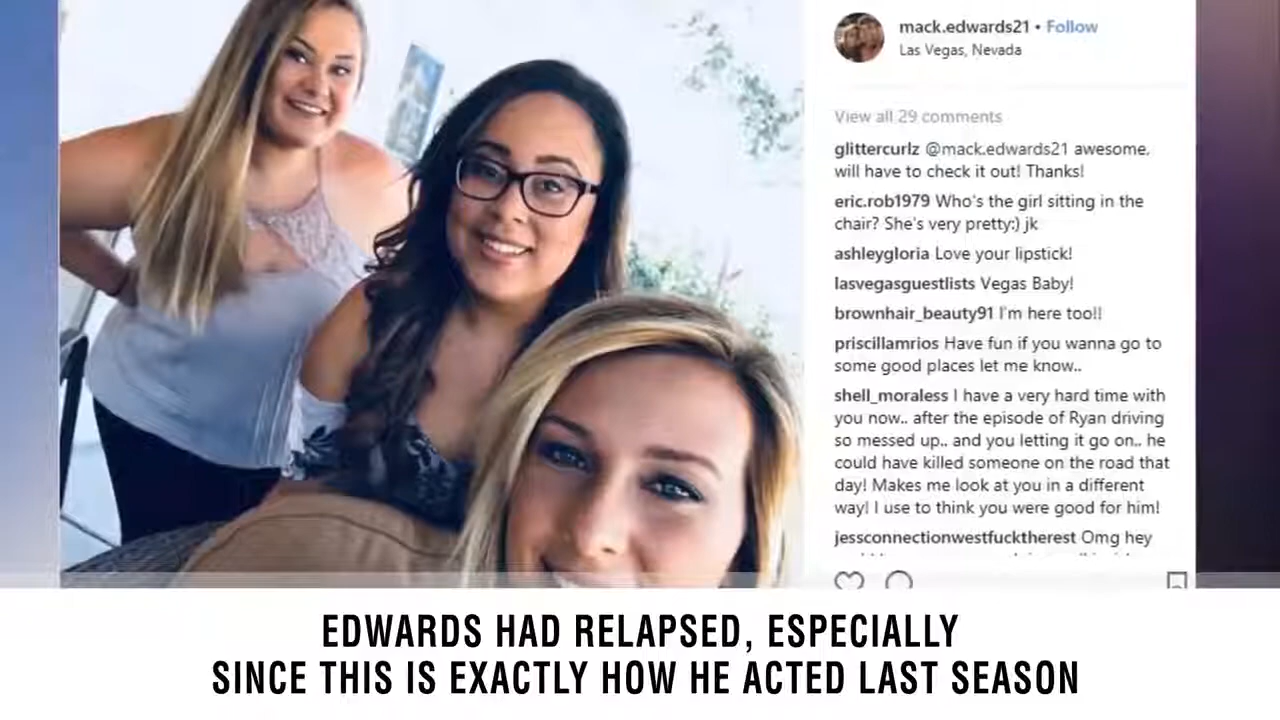 mack.edwards21 • Follow
Las Vegas, Nevada
View all 29 comments
glittercurlz @mack.edwards21 awesome,
will have to check it out! Thanks!
eric.rob1979 Who's the girl sitting in the
chair? She's very pretty:) jk
ashleygloria Love your lipstick!
lasvegasguestlists Vegas Baby!
brownhair_beauty91 I'm here too!!
priscillamrios Have fun if you wanna go to
some good places let me know..
shell_moraless I have a very hard time with
you now.. after the episode of Ryan driving
so messed up.. and you letting it go on.. he
could have killed someone on the road that
day! Makes me look at you in a different
way! I use to think you were good for him!
jessconnectionwestfucktherest Omg hey
EDWARDS HAD RELAPSED, ESPECIALLY
SINCE THIS IS EXACTLY HOW HE ACTED LAST SEASON